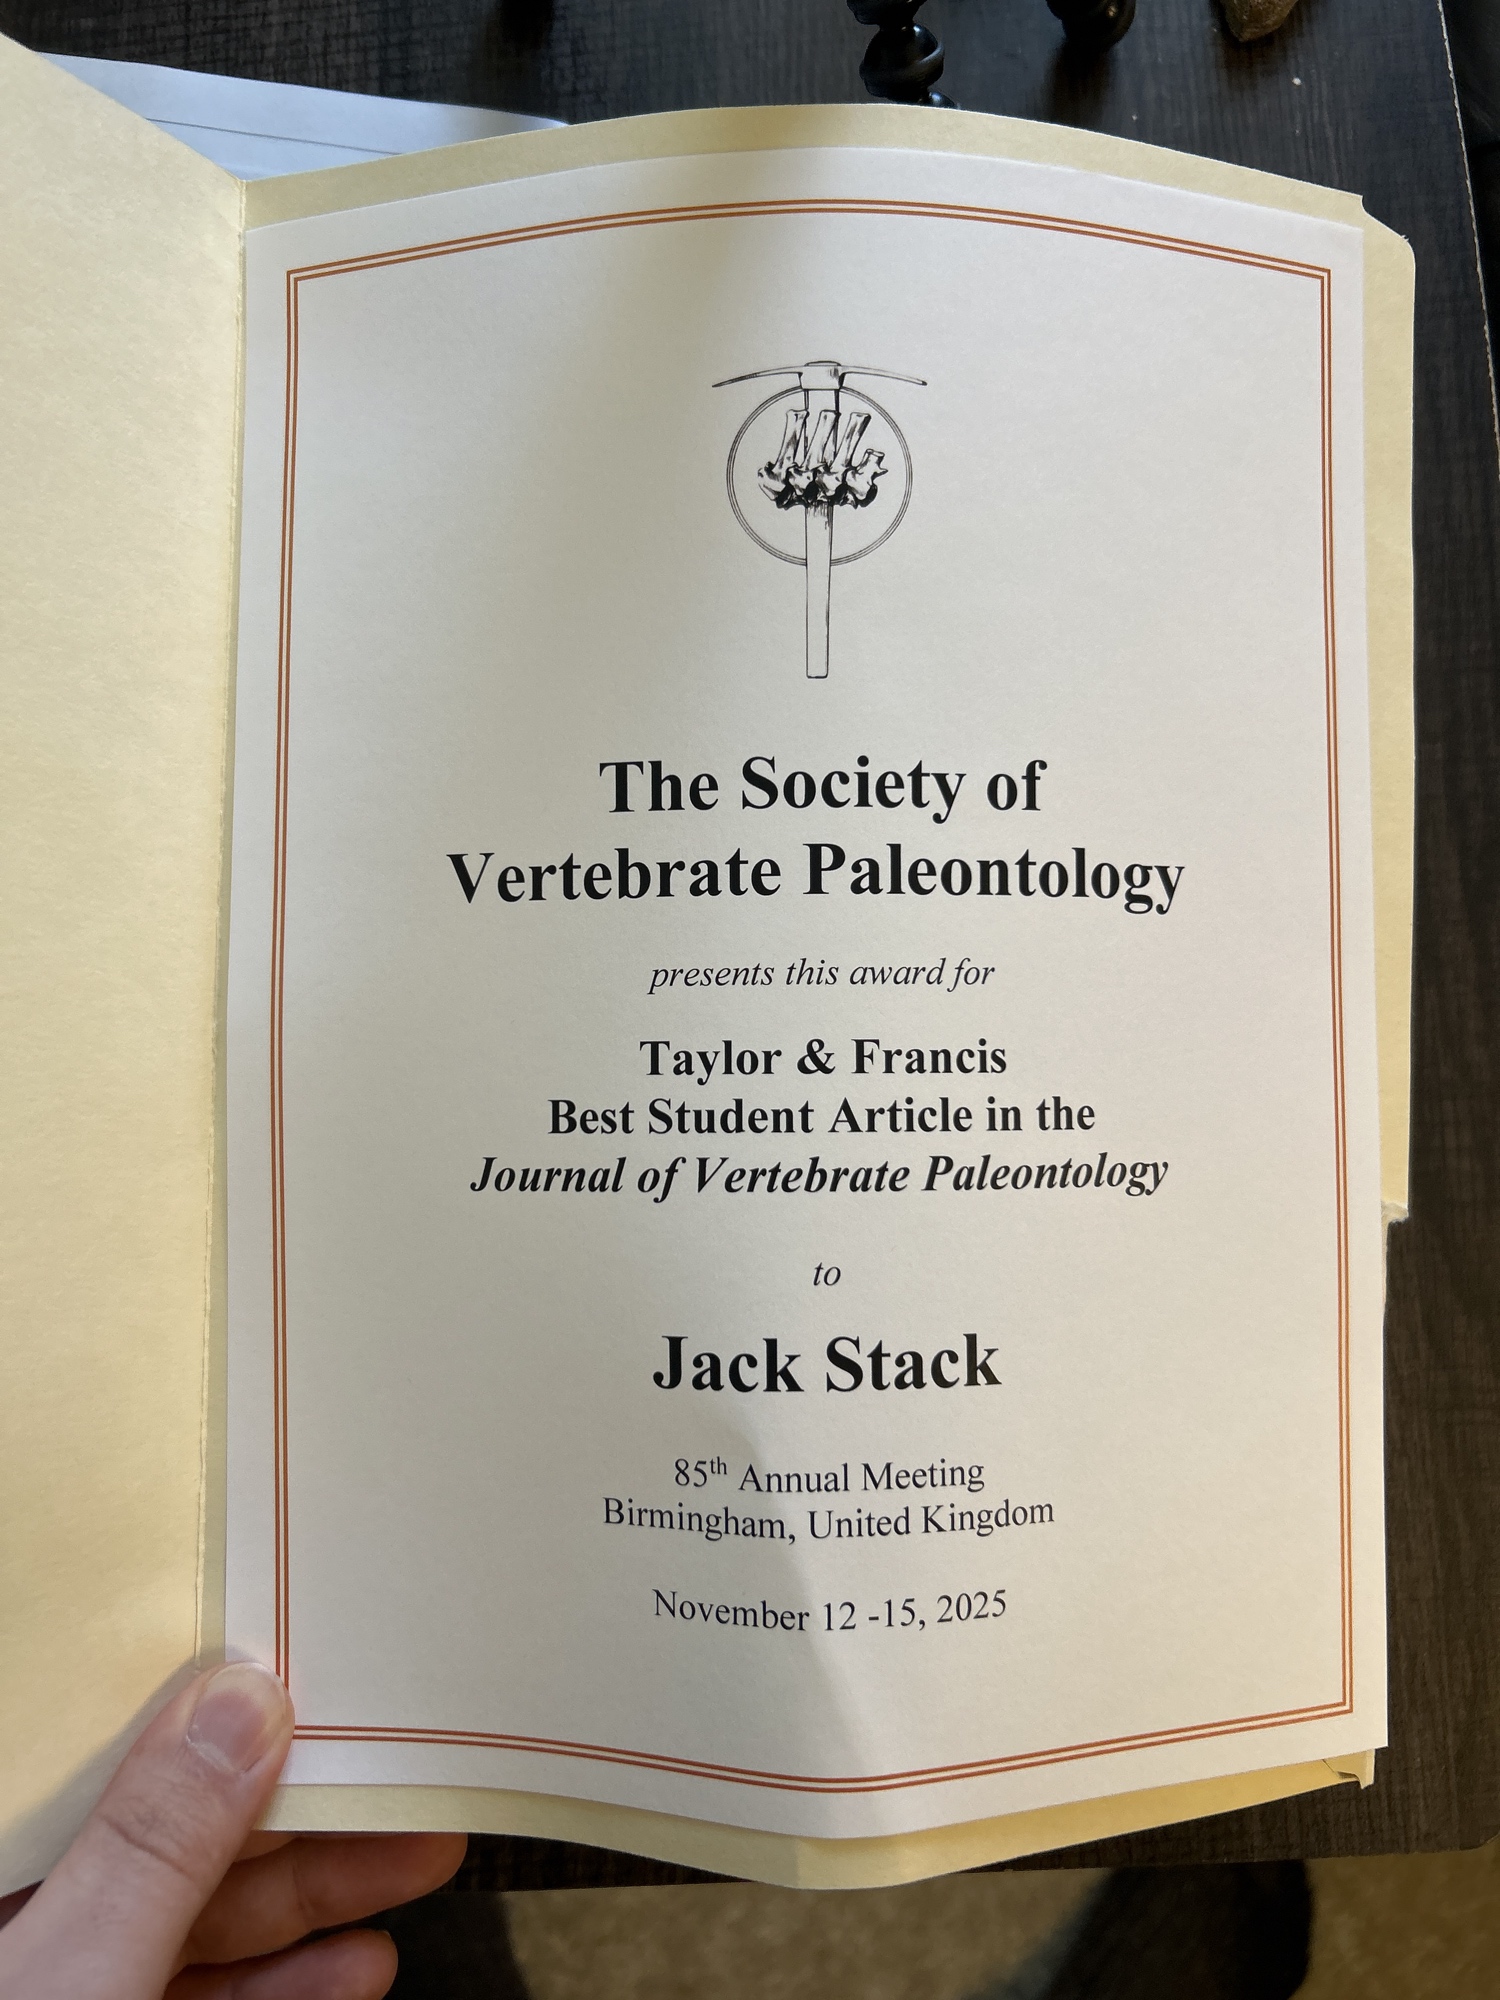 The Society of
Vertebrate Paleontology
presents this award for
Taylor & Francis
Best Student Article in the
Journal of Vertebrate Paleontology
to
Jack Stack
85th Annual Meeting
Birmingham, United Kingdom
November 12 -15, 2025